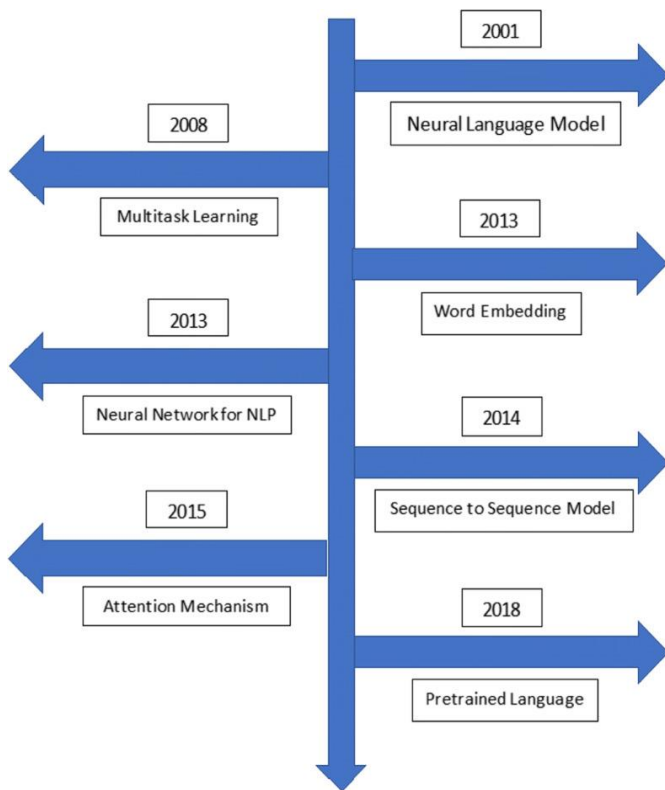 2001
Neural Language Model
2008
Multitask Learning
2013
Word Embedding
2013
Neural Network for NLP
2014
Sequence to Sequence Model
2015
Attention Mechanism
2018
Pretrained Language